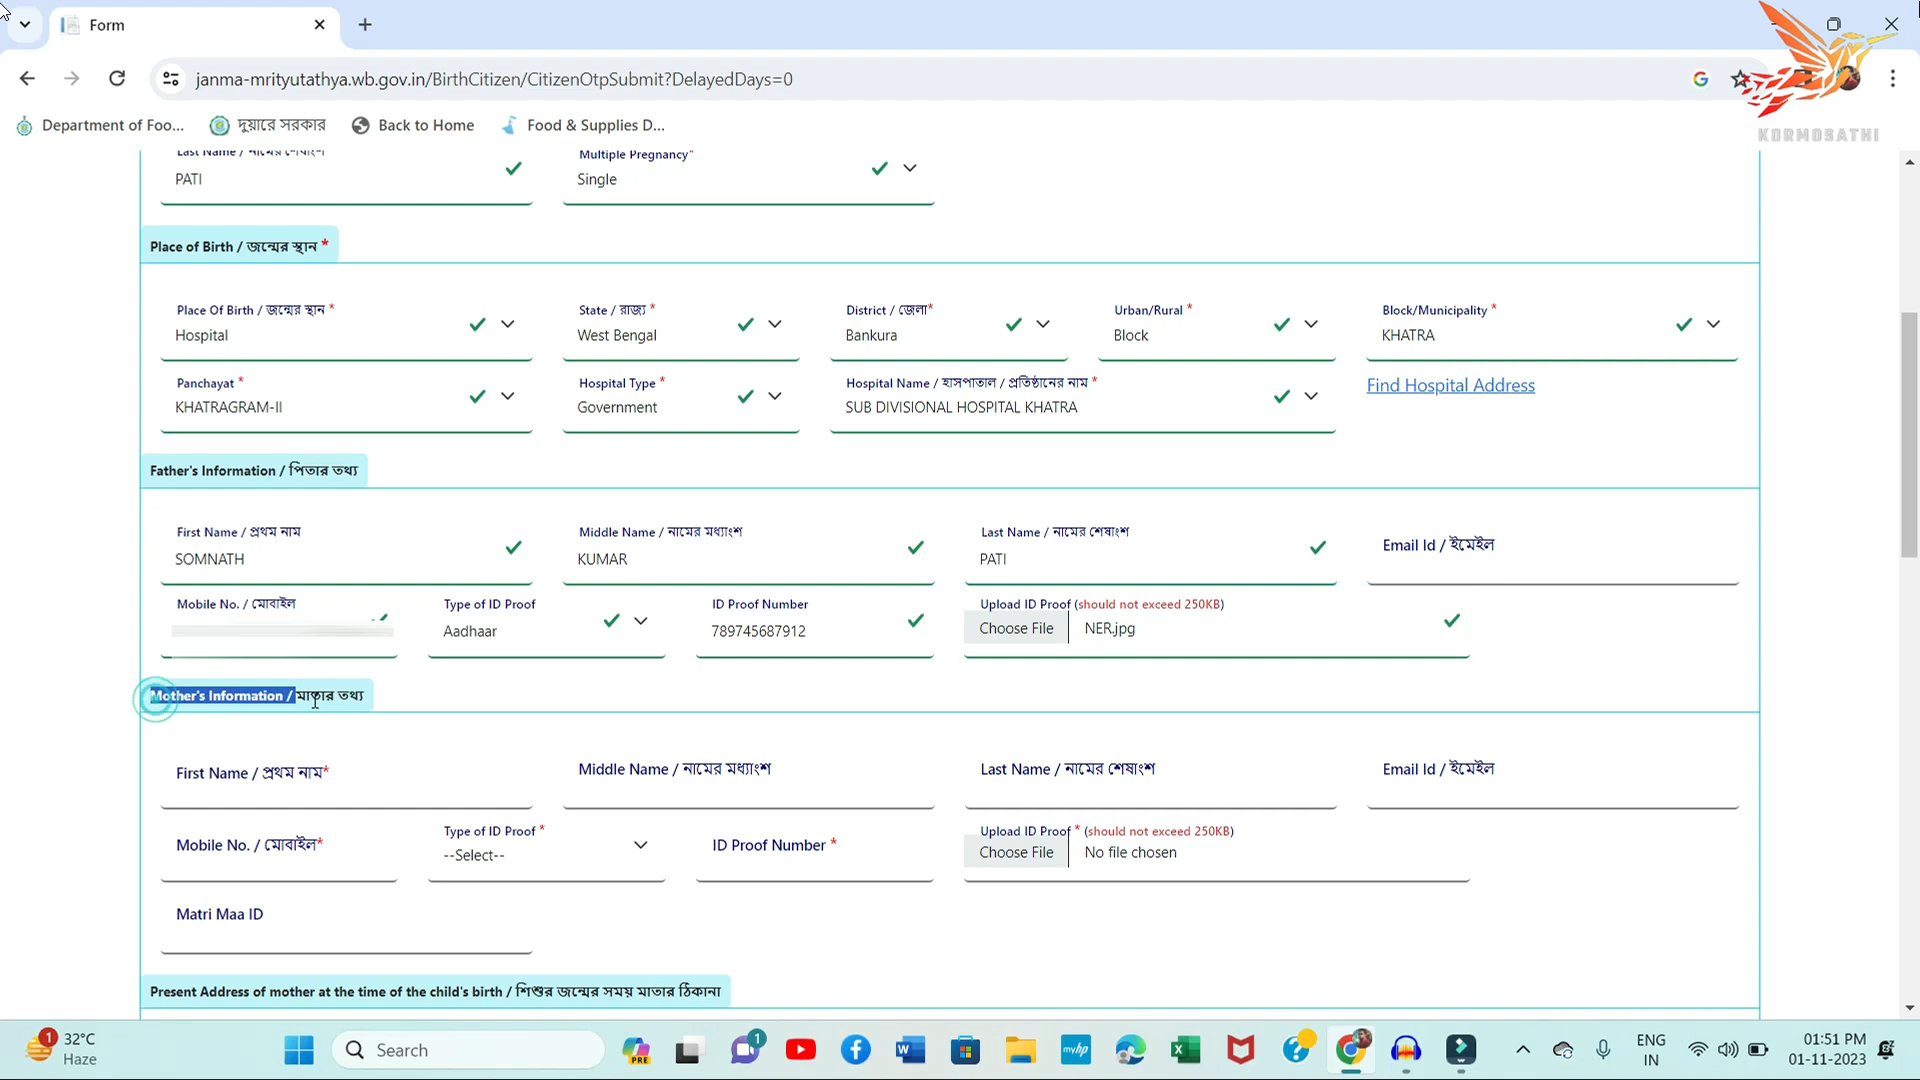 Form
janma-mrityutathya.wb.gov.in/BirthCitizen/CitizenOtpSubmit?DelayedDays=0
Department of Foo... দুয়ারে সরকার Back to Home Food & Supplies D...
KORMOSATHI
Last Name / নামের শেষাংশ Multiple Pregnancy*
PATI Single
Place of Birth / জন্মের স্থান *
Place Of Birth / জন্মের স্থান * State / রাজ্য * District / জেলা* Urban/Rural * Block/Municipality *
Hospital West Bengal Bankura Block KHATRA
Panchayat * Hospital Type * Hospital Name / হাসপাতাল / প্রতিষ্ঠানের নাম * Find Hospital Address
KHATRAGRAM-II Government SUB DIVISIONAL HOSPITAL KHATRA
Father's Information / পিতার তথ্য
First Name / প্রথম নাম Middle Name / নামের মধ্যাংশ Last Name / নামের শেষাংশ Email Id / ইমেইল
SOMNATH KUMAR PATI
Mobile No. / মোবাইল Type of ID Proof ID Proof Number Upload ID Proof (should not exceed 250KB)
Aadhaar 789745687912 Choose File NER.jpg
Mother's Information / মাতার তথ্য
First Name / প্রথম নাম* Middle Name / নামের মধ্যাংশ Last Name / নামের শেষাংশ Email Id / ইমেইল
Mobile No. / মোবাইল* Type of ID Proof * ID Proof Number * Upload ID Proof * (should not exceed 250KB)
--Select-- Choose File No file chosen
Matri Maa ID
Present Address of mother at the time of the child's birth / শিশুর জন্মের সময় মাতার ঠিকানা
1 32°C Search PRE 1 myhp ENG 01:51 PM
Haze IN 01-11-2023